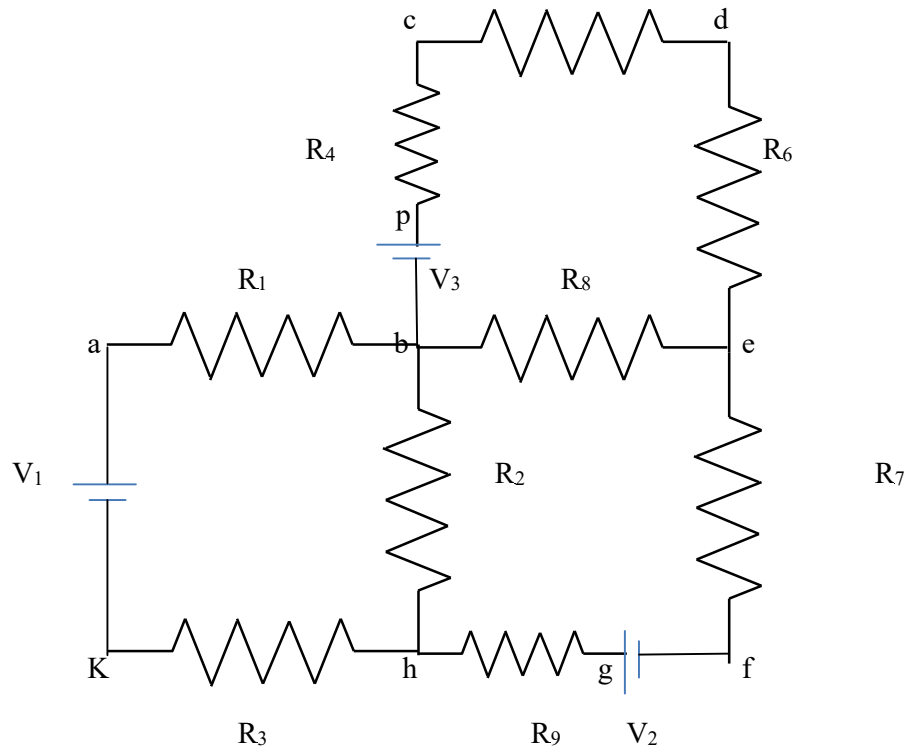 c d
R₄ R₆
p
R₁ V₃ R₈
a b e
V₁ R₂ R₇
K h g f
R₃ R₉ V₂